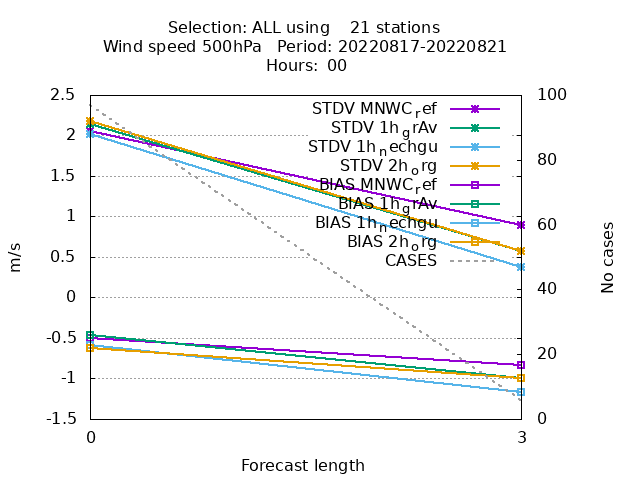 Selection: ALL using    21 stations
Wind speed 500hPa   Period: 20220817-20220821
Hours:  00
2.5
2
1.5
1
0.5
0
-0.5
-1
-1.5
m/s
100
80
60
40
20
0
No cases
STDV MNWC_ref
STDV 1h_grAv
STDV 1h_nechgu
STDV 2h_org
BIAS MNWC_ref
BIAS 1h_grAv
BIAS 1h_nechgu
BIAS 2h_org
CASES
0
3
Forecast length